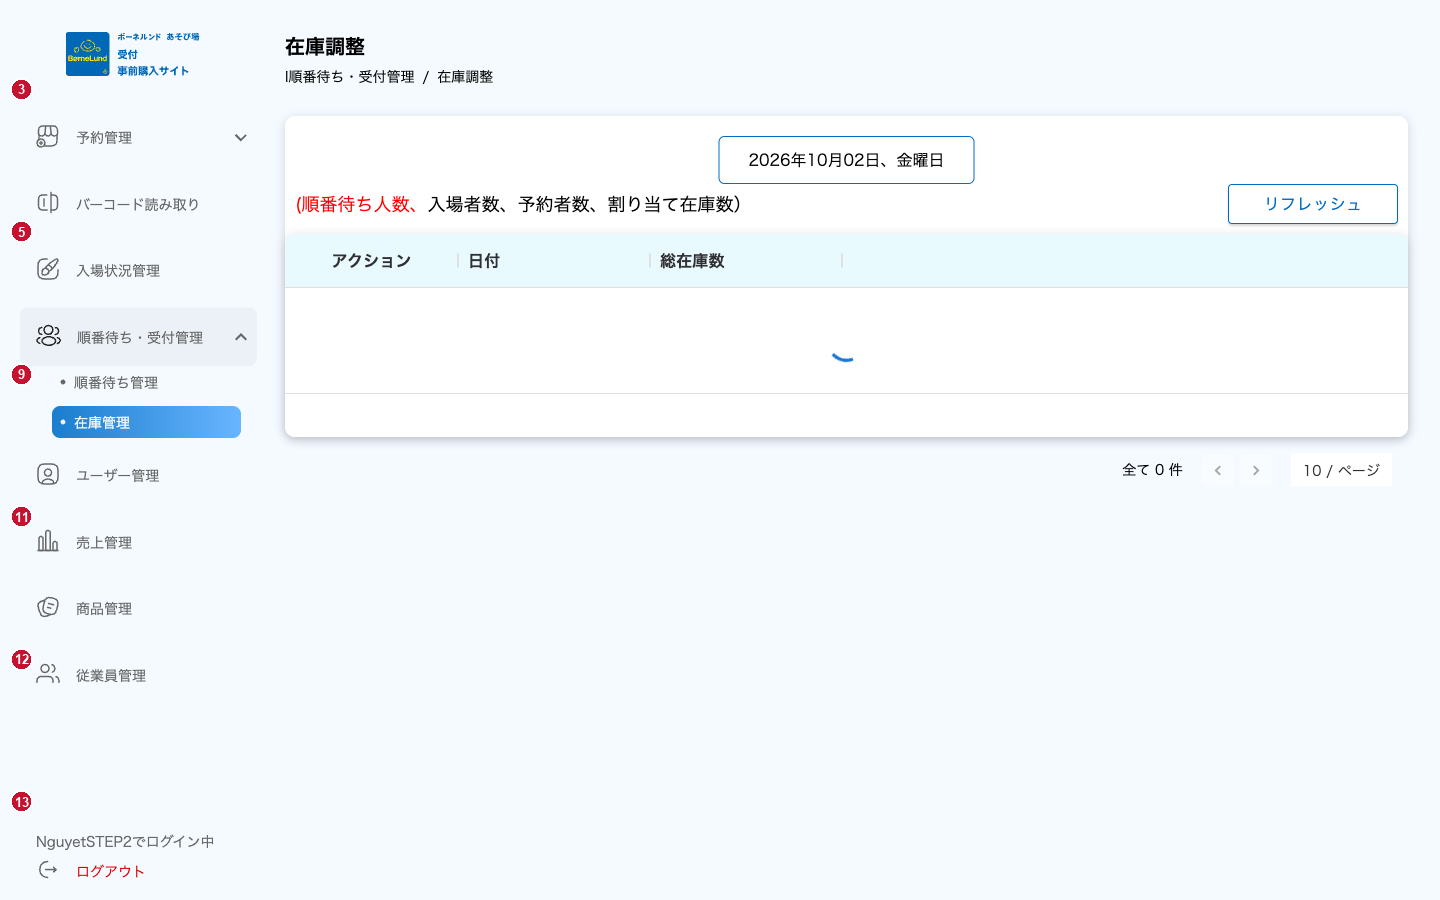 BørneLund
ボーネルンド あそび場
受付
事前購入サイト
3
予約管理
バーコード読み取り
5
入場状況管理
順番待ち・受付管理
9
順番待ち管理
在庫管理
ユーザー管理
11
売上管理
商品管理
12
従業員管理
13
NguyetSTEP2でログイン中
ログアウト
在庫調整
l順番待ち・受付管理 / 在庫調整
2026年10月02日、金曜日
(順番待ち人数、入場者数、予約者数、割り当て在庫数)
リフレッシュ
アクション 日付 総在庫数
全て 0 件
10 / ページ